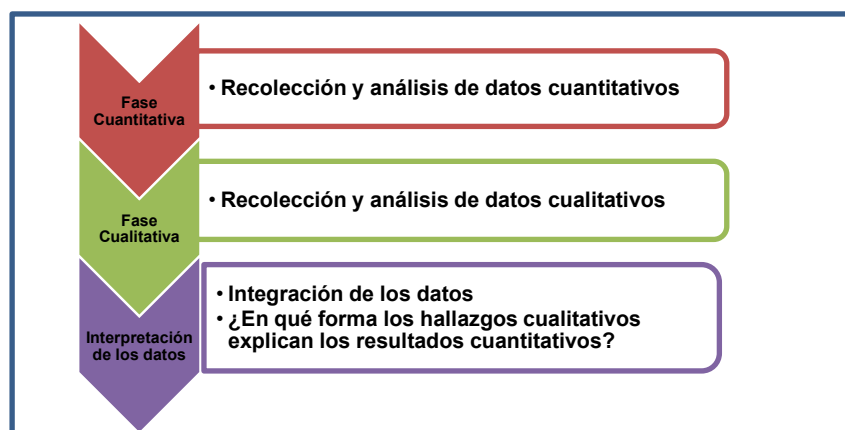 Fase
Cuantitativa
• Recolección y análisis de datos cuantitativos
Fase
Cualitativa
• Recolección y análisis de datos cualitativos
Interpretación
de los datos
• Integración de los datos
• ¿En qué forma los hallazgos cualitativos
explican los resultados cuantitativos?